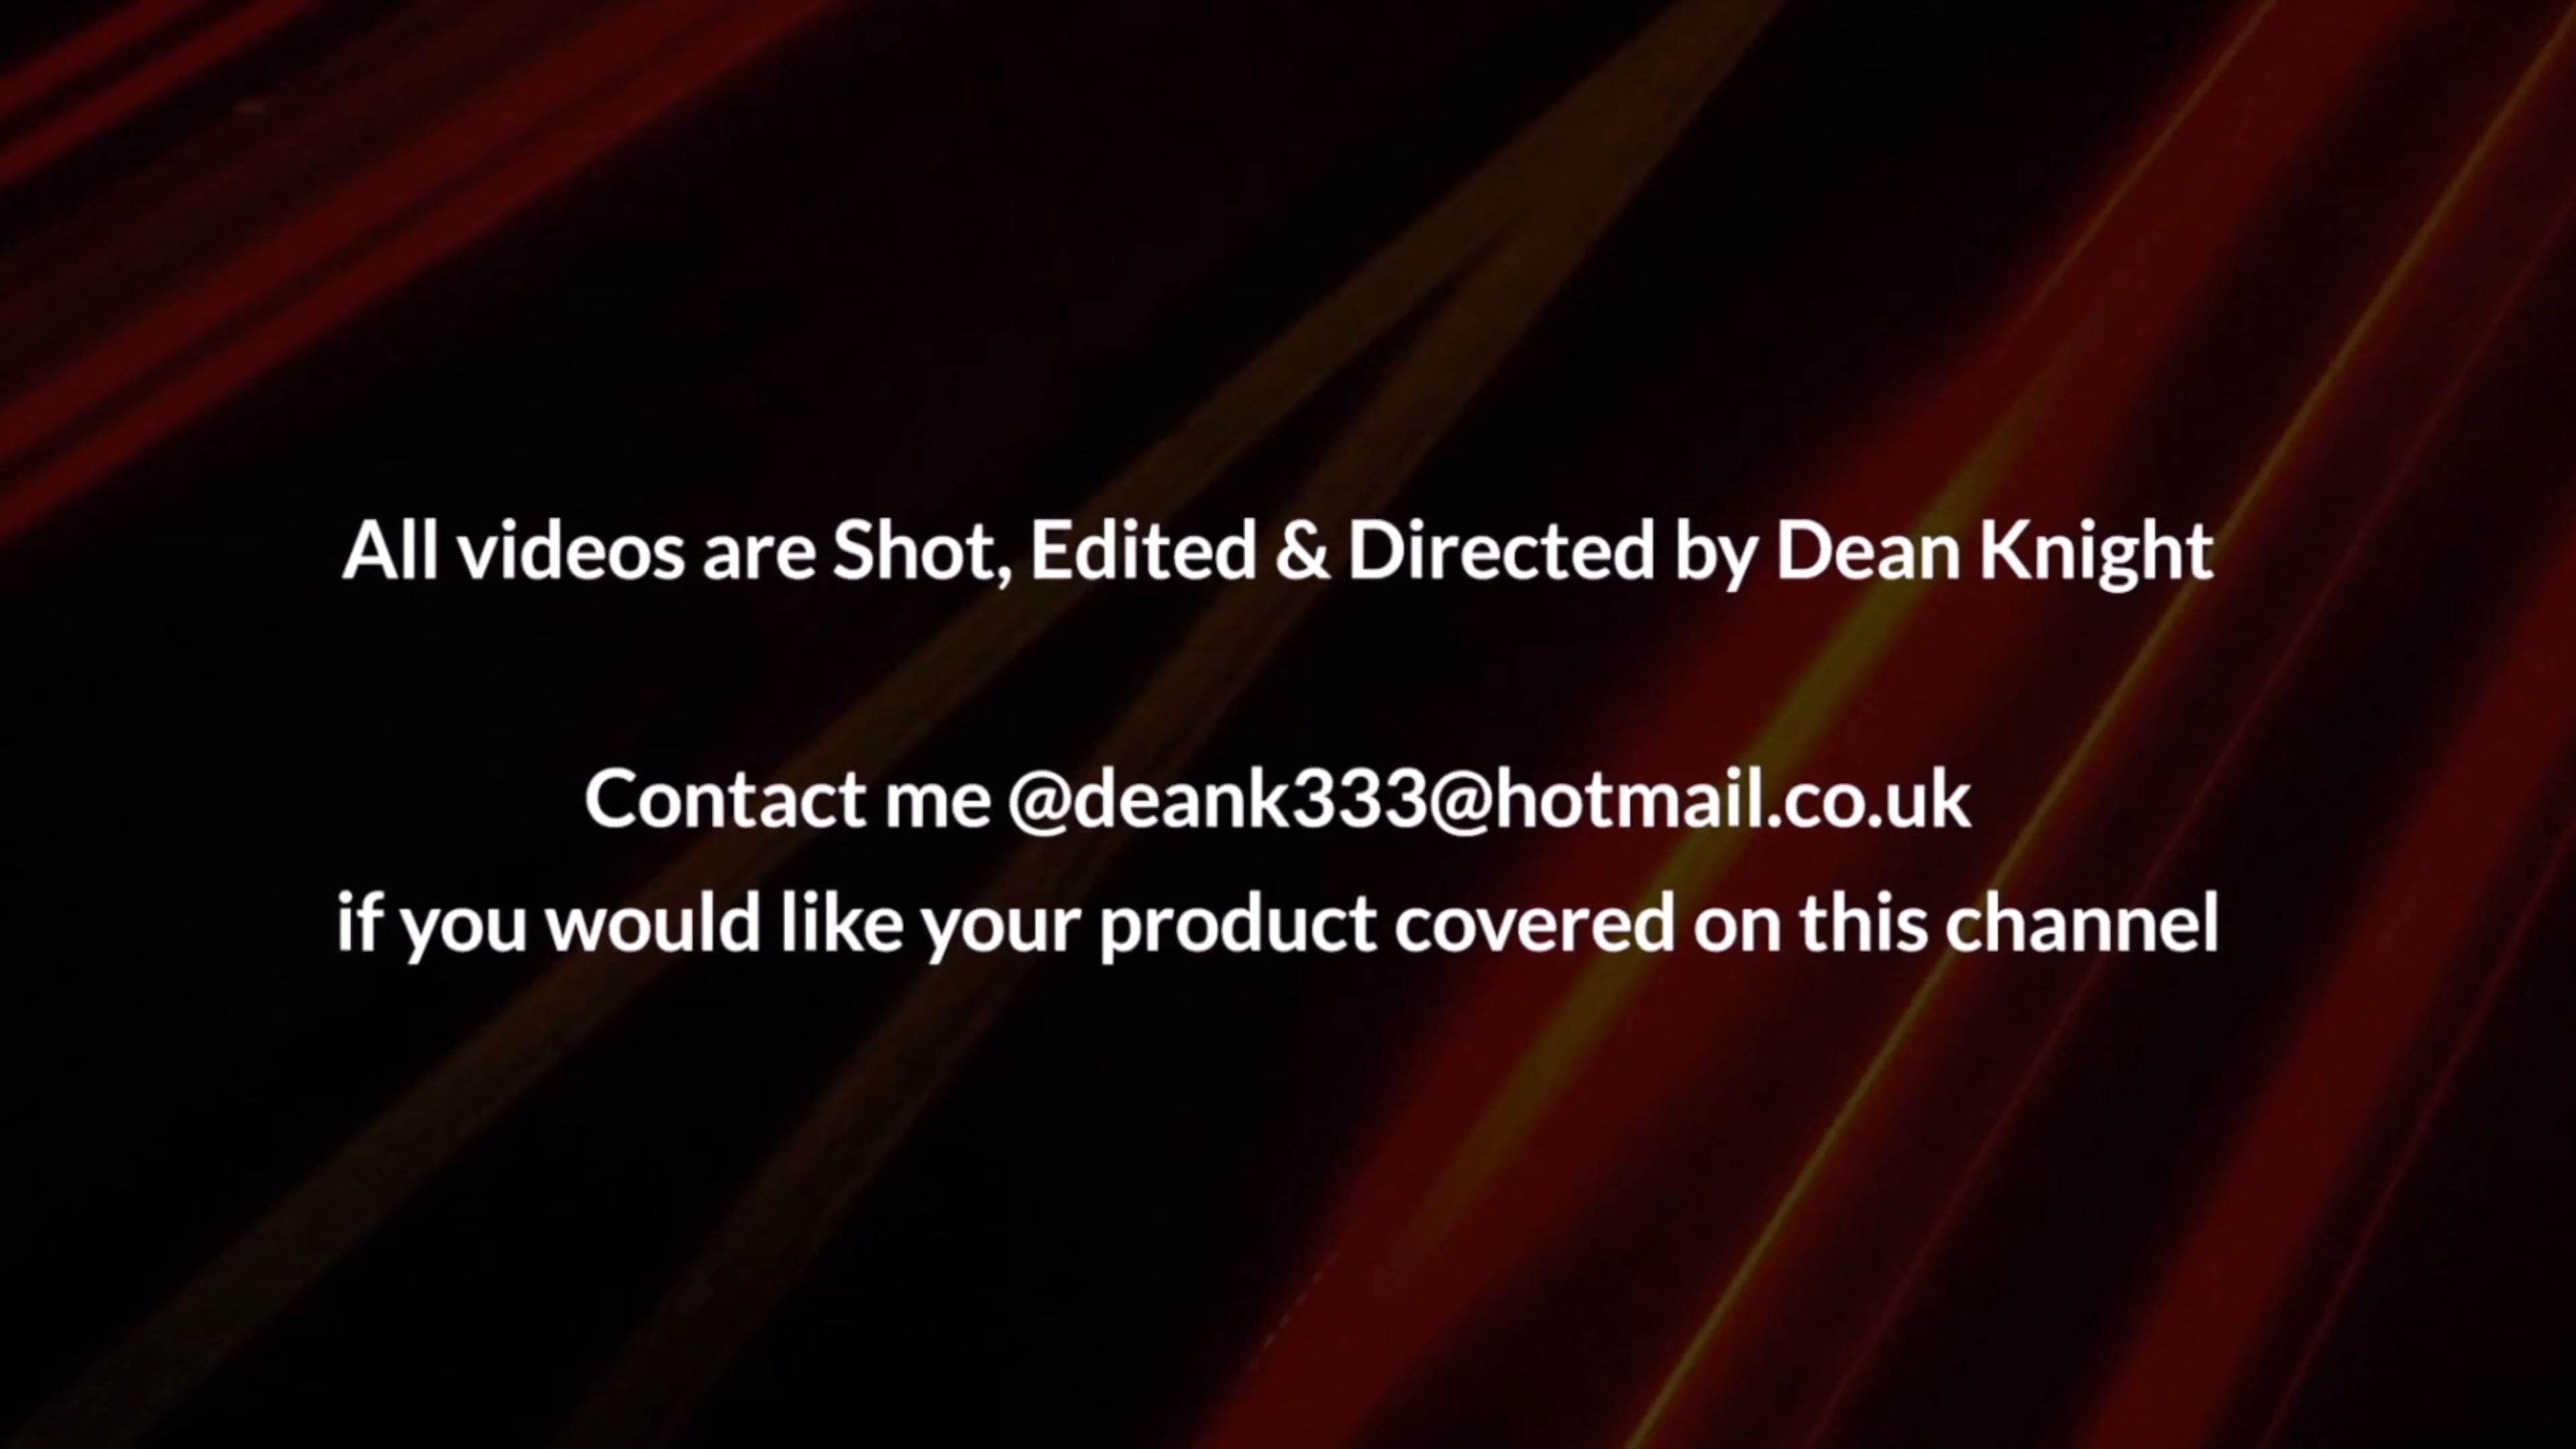 All videos are Shot, Edited & Directed by Dean Knight
Contact me @deank333@hotmail.co.uk
if you would like your product covered on this channel